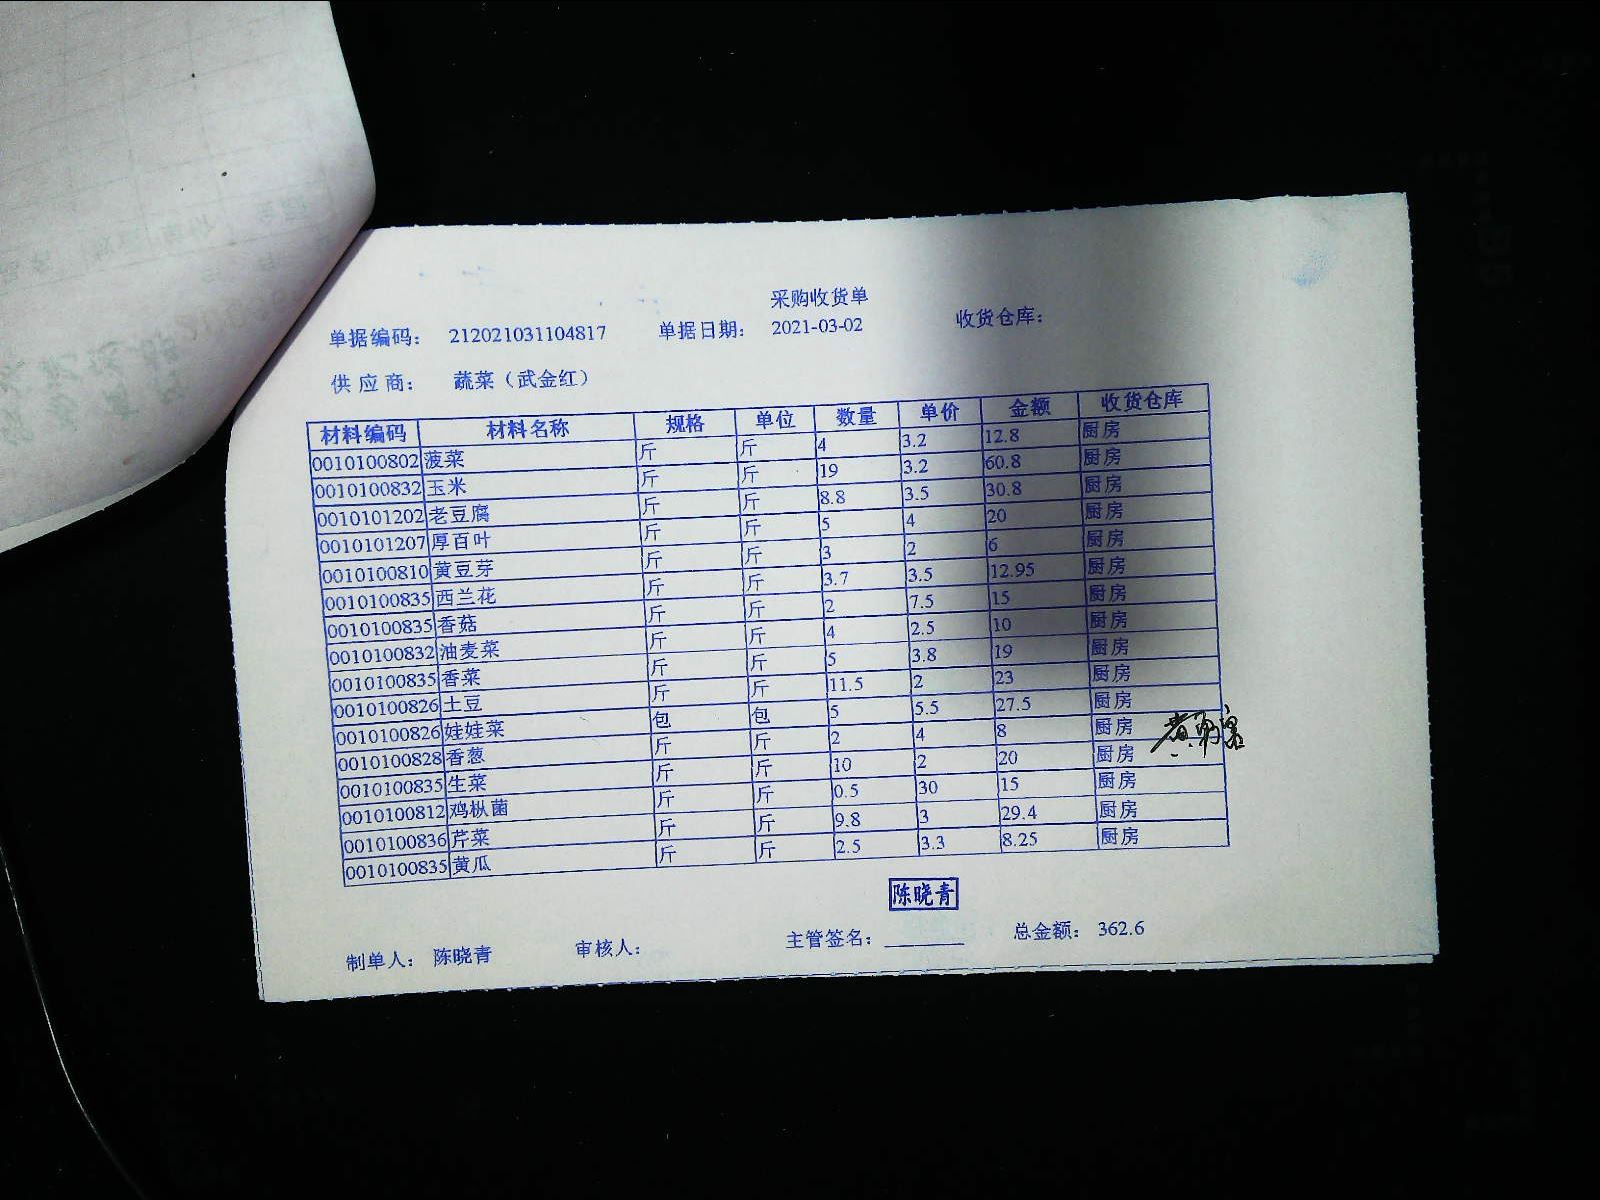 采购收货单
单据编码： 212021031104817 单据日期： 2021-03-02 收货仓库：
供应商： 蔬菜（武金红）
材料编码 材料名称 规格 单位 数量 单价 金额 收货仓库
0010100802 菠菜 斤 斤 4 3.2 12.8 厨房
0010100832 玉米 斤 斤 19 3.2 60.8 厨房
0010101202 老豆腐 斤 斤 8.8 3.5 30.8 厨房
0010101207 厚百叶 斤 斤 5 4 20 厨房
0010100810 黄豆芽 斤 斤 3 2 6 厨房
0010100835 西兰花 斤 斤 3.7 3.5 12.95 厨房
0010100835 香菇 斤 斤 2 7.5 15 厨房
0010100832 油麦菜 斤 斤 4 2.5 10 厨房
0010100835 香菜 斤 斤 5 3.8 19 厨房
0010100826 土豆 斤 斤 11.5 2 23 厨房
0010100826 娃娃菜 包 包 5 5.5 27.5 厨房
0010100828 香葱 斤 斤 2 4 8 厨房
0010100835 生菜 斤 斤 10 2 20 厨房
0010100812 鸡枞菌 斤 斤 0.5 30 15 厨房
0010100836 芹菜 斤 斤 9.8 3 29.4 厨房
0010100835 黄瓜 斤 斤 2.5 3.3 8.25 厨房
陈晓青
制单人： 陈晓青 审核人： 主管签名： 总金额： 362.6